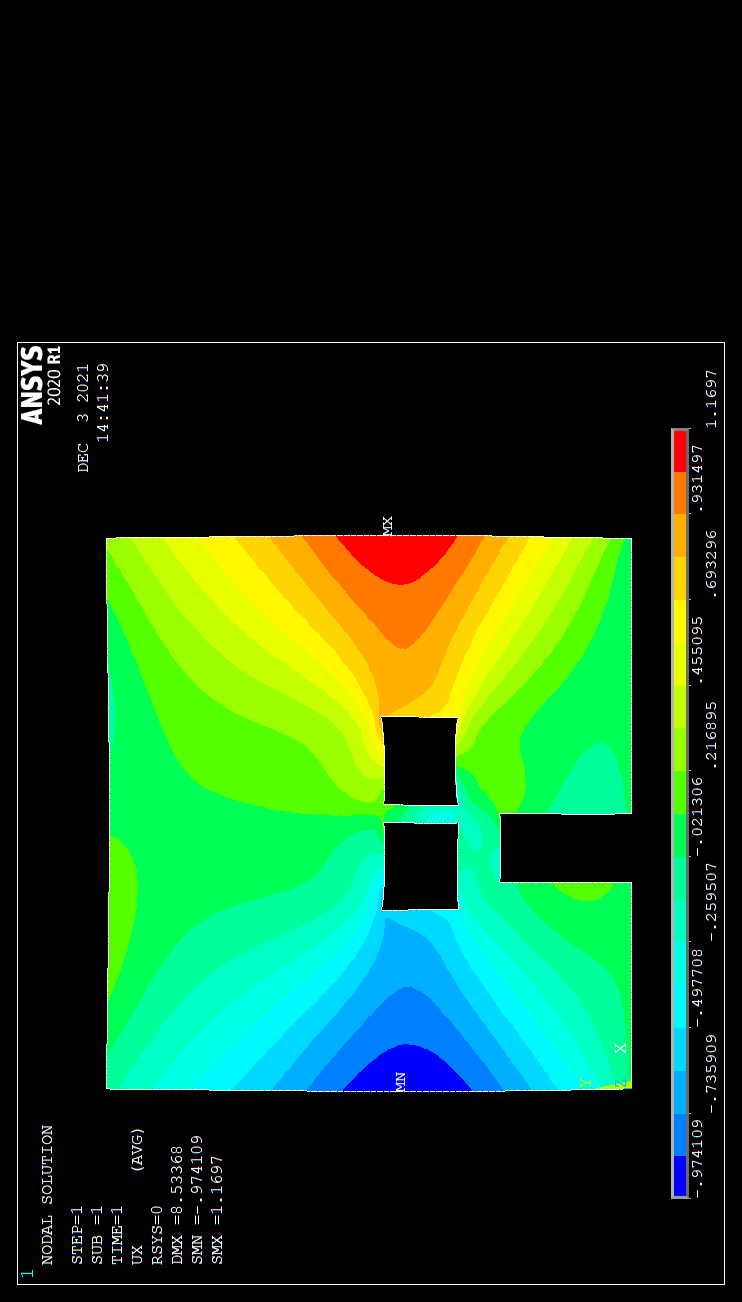 1
NODAL SOLUTION
STEP=1
SUB =1
TIME=1
UX (AVG)
RSYS=0
DMX =8.53368
SMN =-.974109
SMX =1.1697
ANSYS
2020 R1
DEC 3 2021
14:41:39
MN
MX
Y
Z X
-.974109
-.735909
-.497708
-.259507
-.021306
.216895
.455095
.693296
.931497
1.1697